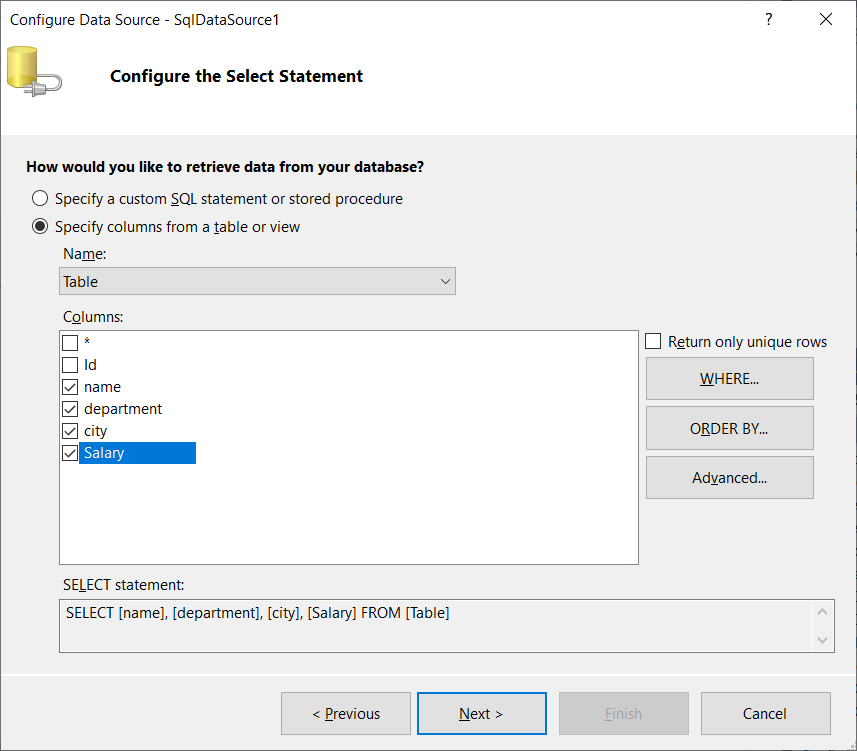 Configure Data Source - SqlDataSource1
?
Configure the Select Statement
How would you like to retrieve data from your database?
Specify a custom SQL statement or stored procedure
Specify columns from a table or view
Name:
Table
Columns:
*
Id
name
department
city
Salary
Return only unique rows
WHERE...
ORDER BY...
Advanced...
SELECT statement:
SELECT [name], [department], [city], [Salary] FROM [Table]
< Previous
Next >
Finish
Cancel